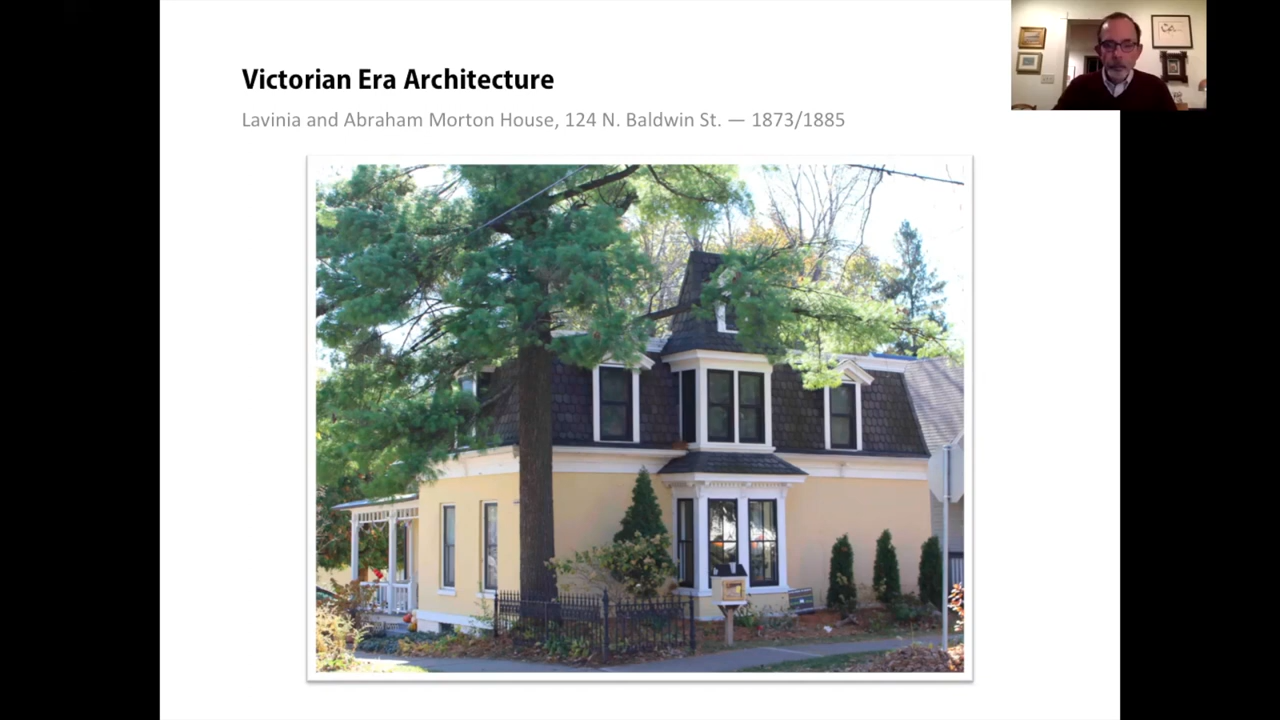 Victorian Era Architecture
Lavinia and Abraham Morton House, 124 N. Baldwin St. — 1873/1885